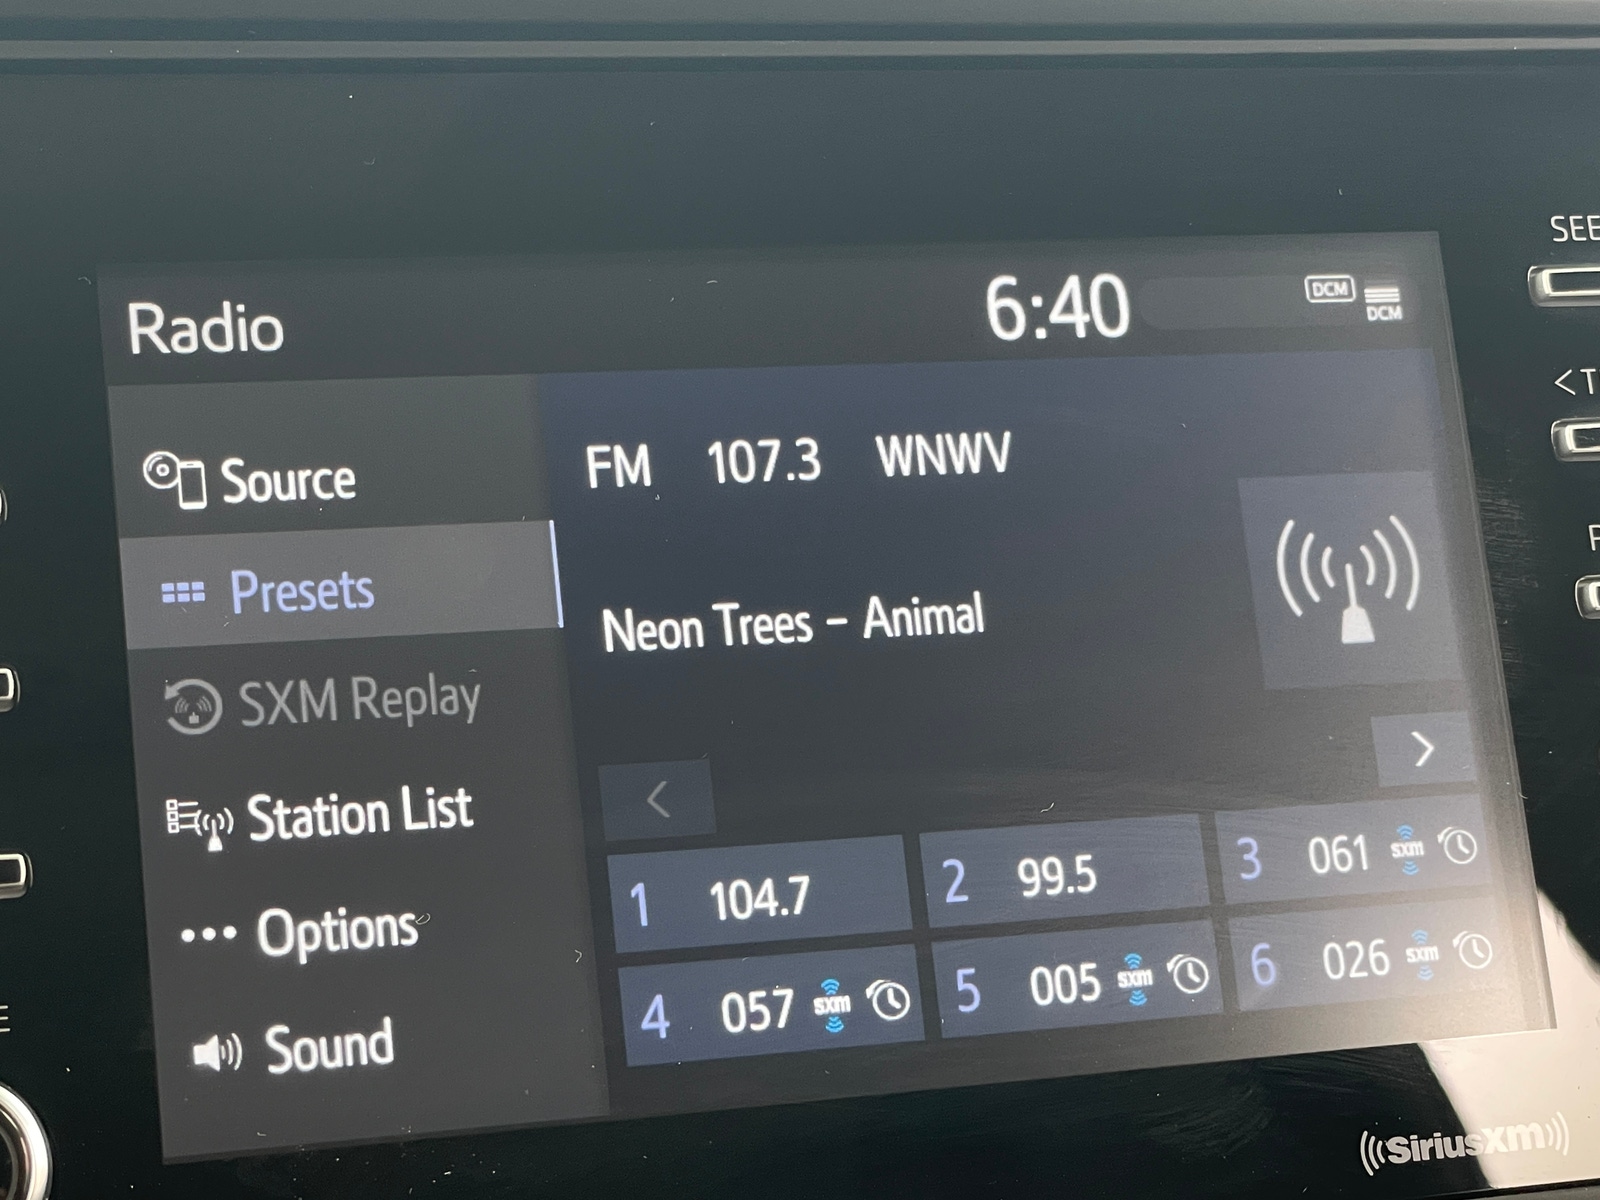 Radio
6:40
DCM
DCM
Source
Presets
SXM Replay
Station List
Options
Sound
FM 107.3 WNWV
Neon Trees - Animal
1 104.7
2 99.5
3 061 sxm
4 057 sxm
5 005 sxm
6 026 sxm
SiriusXM